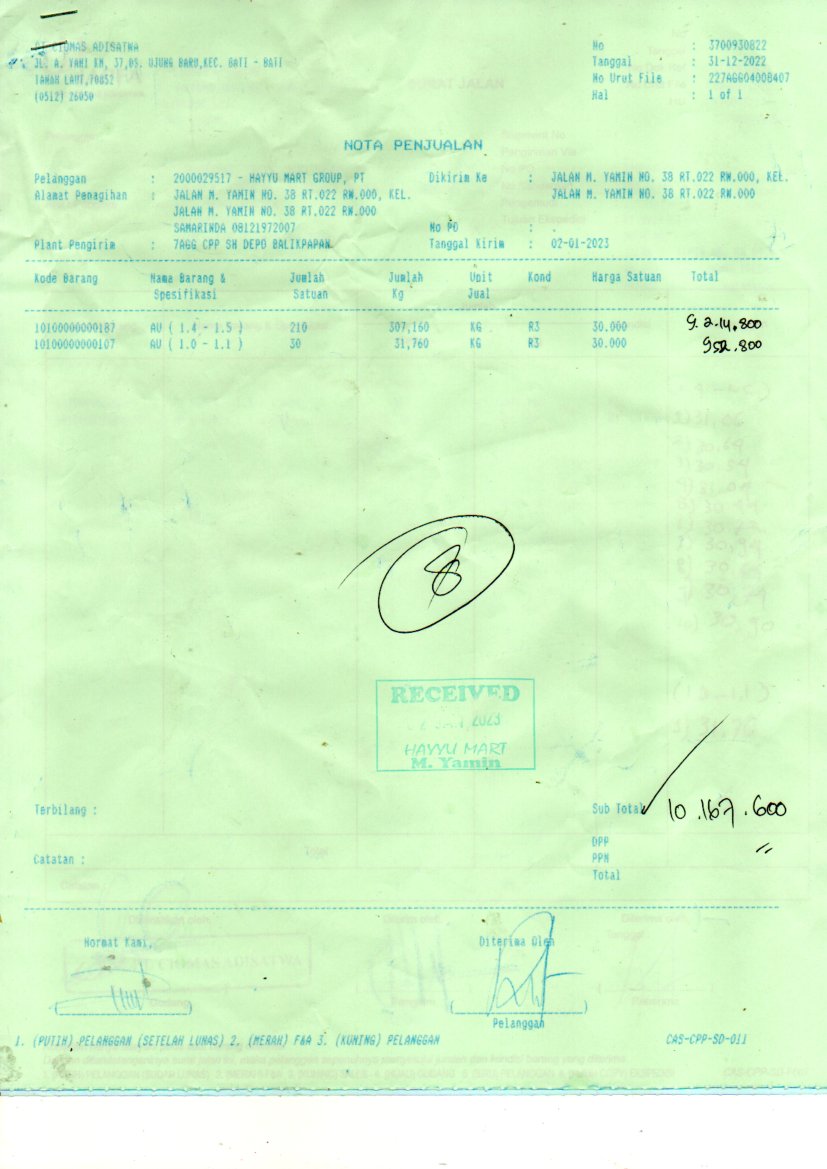 PT CIOMAS ADISATWA
JL. A. YANI KM, 37,DS. UJUNG BARU,KEC. BATI - BATI
TANAH LAUT,70852
(0512) 26050
No : 3700930822
Tanggal : 31-12-2022
No Urut File : 227AGG04008407
Hal : 1 of 1
NOTA PENJUALAN
Pelanggan : 2000029517 - HAYYU MART GROUP, PT
Alamat Penagihan : JALAN M. YAMIN NO. 38 RT.022 RW.000, KEL.
JALAN M. YAMIN NO. 38 RT.022 RW.000
SAMARINDA 08121972007
Plant Pengirim : 7AGG CPP SH DEPO BALIKPAPAN
Dikirim Ke : JALAN M. YAMIN NO. 38 RT.022 RW.000, KEL.
JALAN M. YAMIN NO. 38 RT.022 RW.000
No PO : .
Tanggal Kirim : 02-01-2023
Kode Barang Nama Barang & Spesifikasi Jumlah Satuan Jumlah Kg Unit Jual Kond Harga Satuan Total
10100000000187 AU ( 1.4 - 1.5 ) 210 307,160 KG R3 30.000 9.214.800
10100000000107 AU ( 1.0 - 1.1 ) 30 31,760 KG R3 30.000 952.800
8
RECEIVED
02 JAN 2023
HAYYU MART
M. Yamin
Terbilang :
Sub Total 10.167.600
DPP
Catatan :
PPN
Total
Hormat Kami,
Diterima Oleh
Pelanggan
1. (PUTIH) PELANGGAN (SETELAH LUNAS) 2. (MERAH) F&A 3. (KUNING) PELANGGAN
CAS-CPP-SD-011